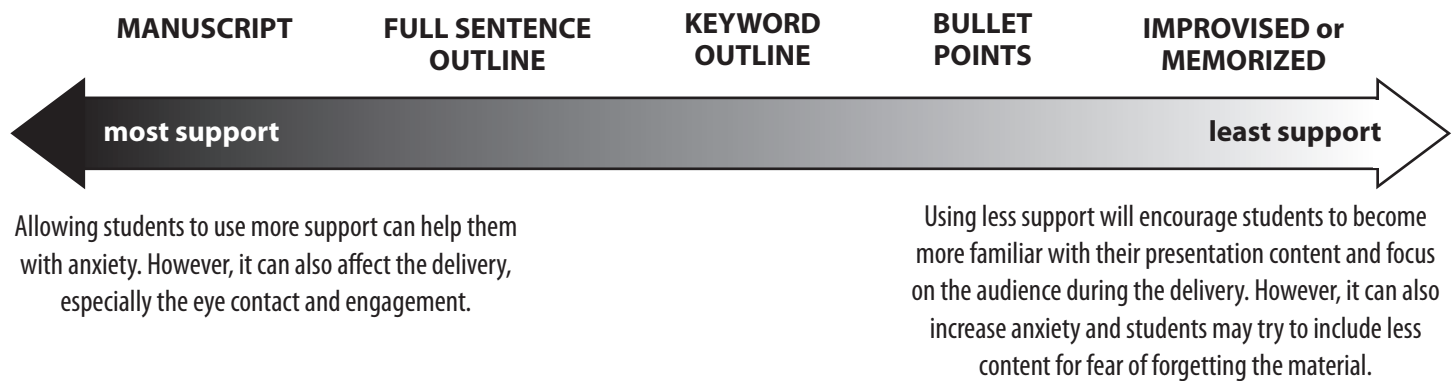 MANUSCRIPT
FULL SENTENCE
OUTLINE
KEYWORD
OUTLINE
BULLET
POINTS
IMPROVISED or
MEMORIZED
most support
least support
Allowing students to use more support can help them
with anxiety. However, it can also affect the delivery,
especially the eye contact and engagement.
Using less support will encourage students to become
more familiar with their presentation content and focus
on the audience during the delivery. However, it can also
increase anxiety and students may try to include less
content for fear of forgetting the material.